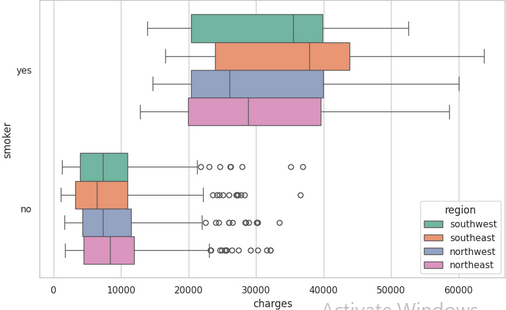 yes
no
smoker
region
southwest
southeast
northwest
northeast
0 10000 20000 30000 40000 50000 60000
charges
Activate Windows